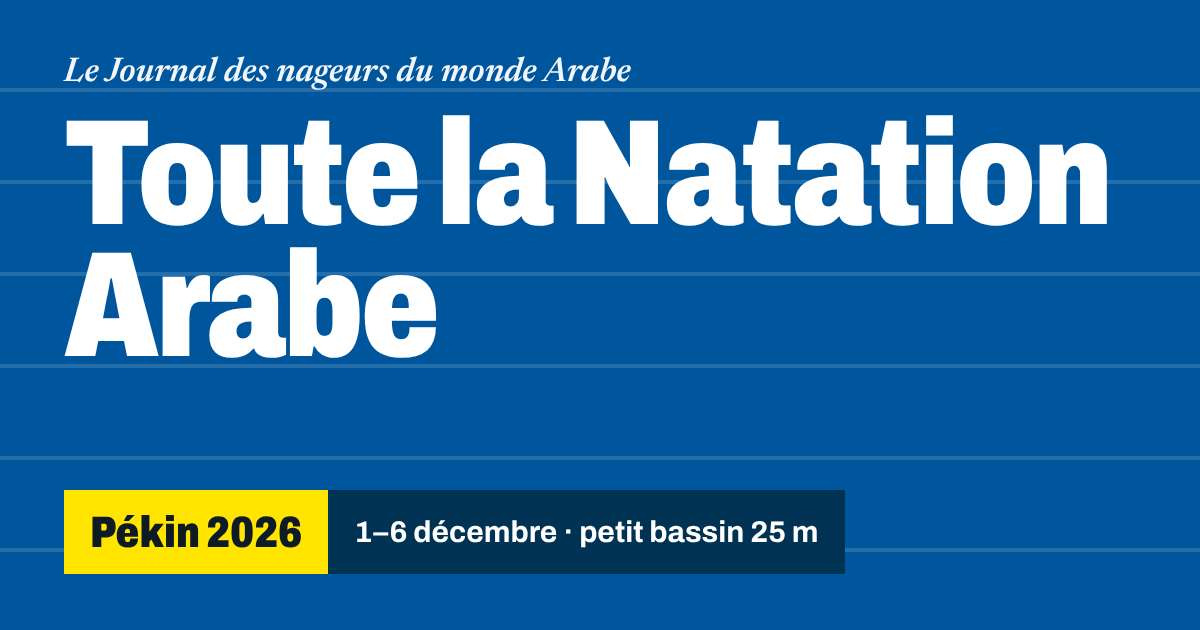 Le Journal des nageurs du monde Arabe
Toute la Natation
Arabe
Pékin 2026
1–6 décembre · petit bassin 25 m